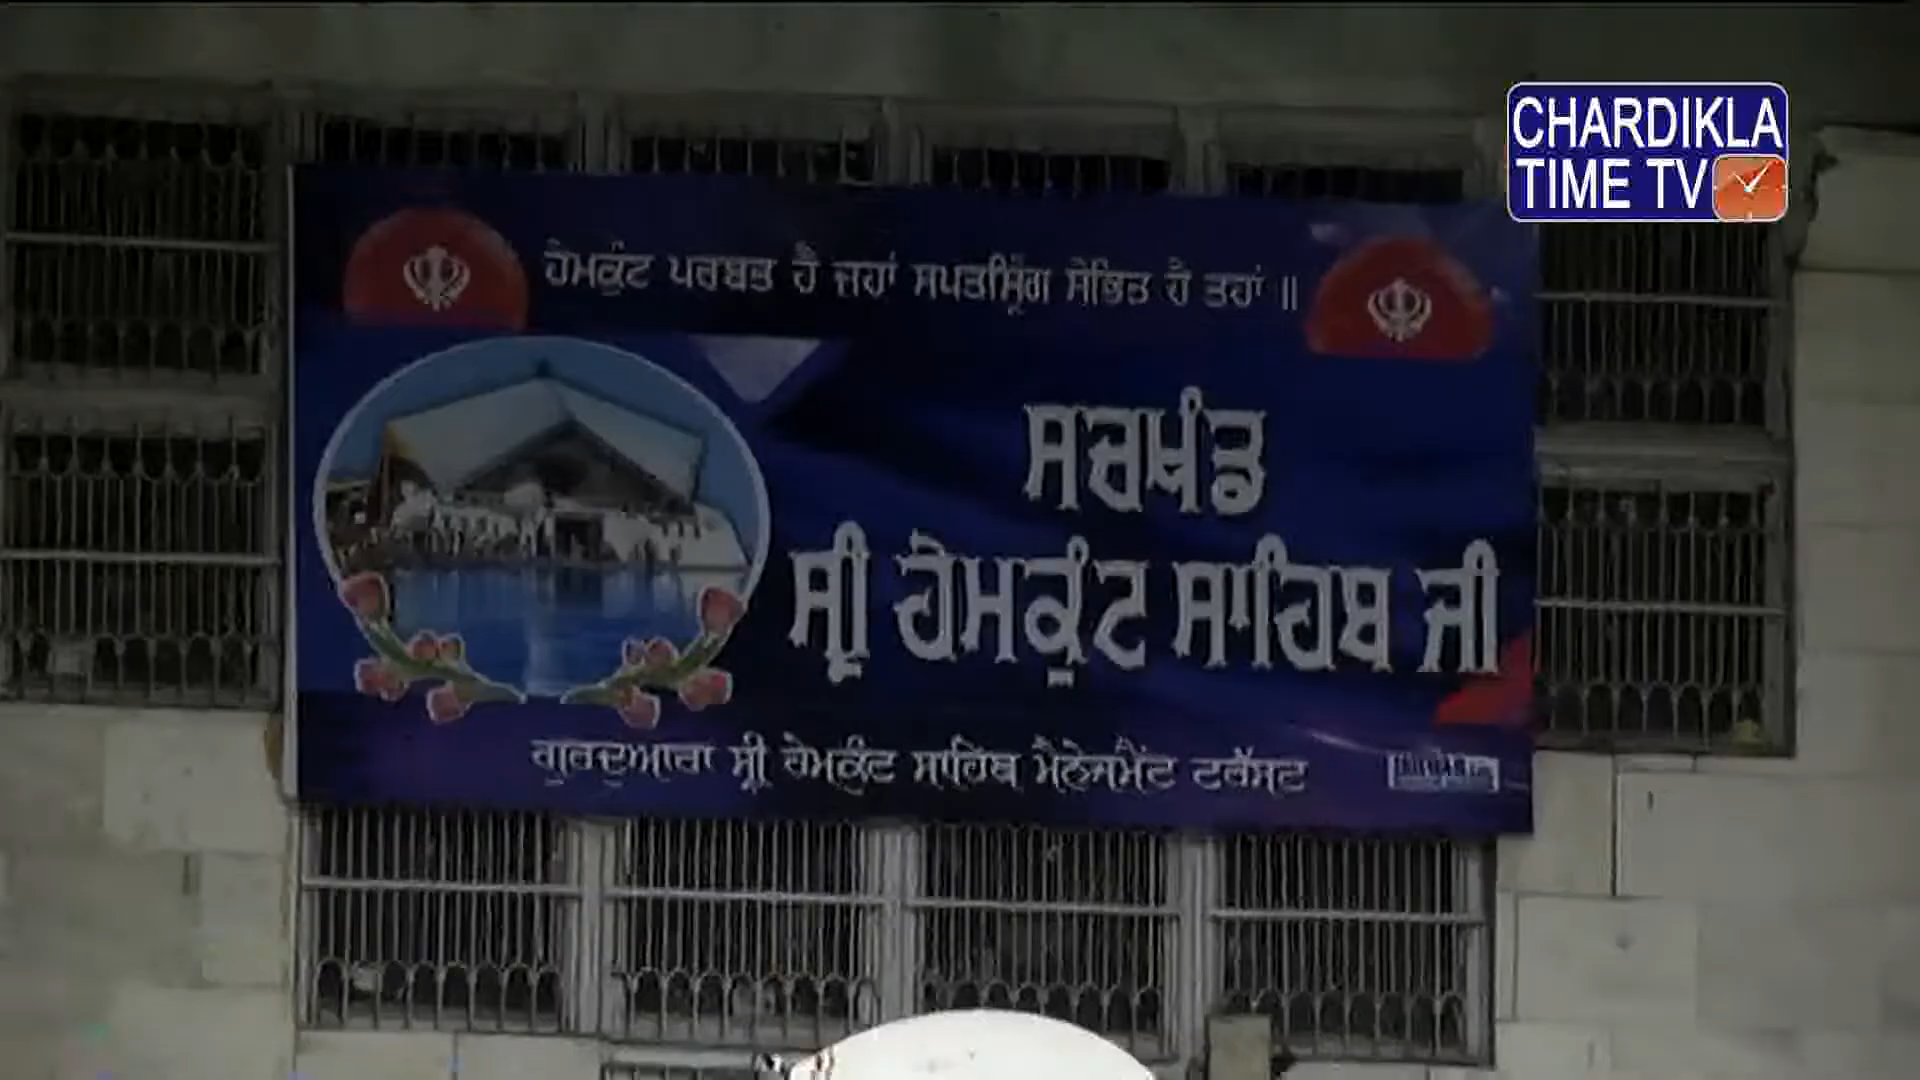 CHARDIKLA
TIME TV
ਹੇਮਕੁੰਟ ਪਰਬਤ ਹੈ ਜਹਾਂ ਸਪਤਸ੍ਰਿੰਗ ਸੋਭਿਤ ਹੈ ਤਹਾਂ ॥
ਸਚਖੰਡ
ਸ੍ਰੀ ਹੇਮਕੁੰਟ ਸਾਹਿਬ ਜੀ
ਗੁਰਦੁਆਰਾ ਸ੍ਰੀ ਹੇਮਕੁੰਟ ਸਾਹਿਬ ਮੈਨੇਜਮੈਂਟ ਟਰੱਸਟ